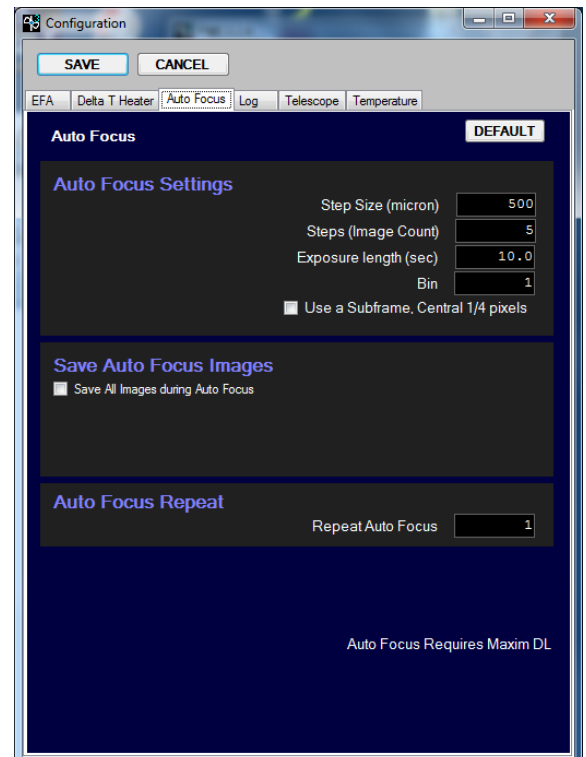 Configuration
SAVE CANCEL
EFA Delta T Heater Auto Focus Log Telescope Temperature
Auto Focus DEFAULT
Auto Focus Settings
Step Size (micron) 500
Steps (Image Count) 5
Exposure length (sec) 10.0
Bin 1
Use a Subframe, Central 1/4 pixels
Save Auto Focus Images
Save All Images during Auto Focus
Auto Focus Repeat
Repeat Auto Focus 1
Auto Focus Requires Maxim DL